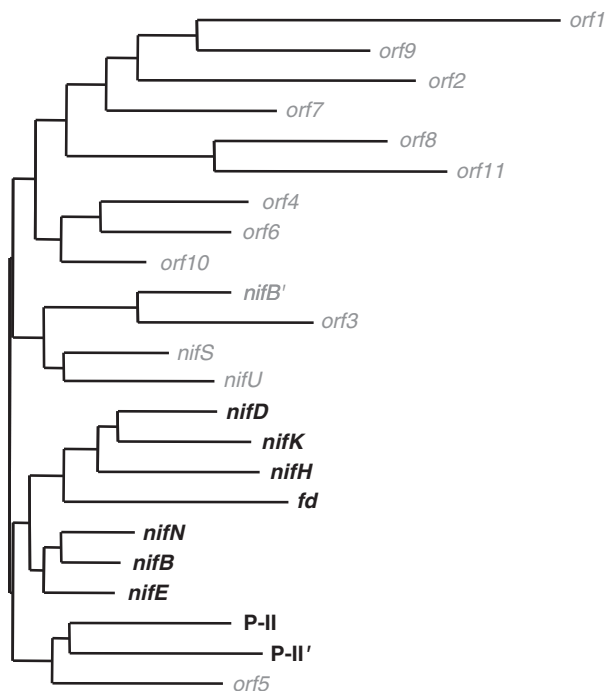 orf1
orf9
orf2
orf7
orf8
orf11
orf4
orf6
orf10
nifB'
orf3
nifS
nifU
nifD
nifK
nifH
fd
nifN
nifB
nifE
P-II
P-II'
orf5